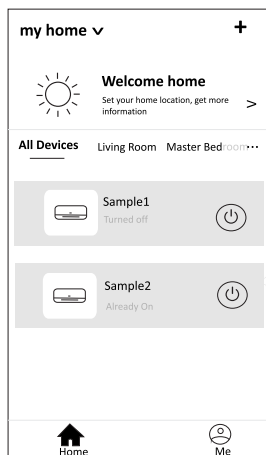 my home
Welcome home
Set your home location, get more
information
All Devices Living Room Master Bedroom
Sample1
Turned off
Sample2
Already On
Home Me